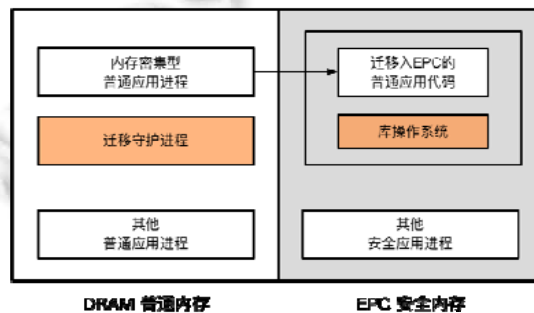 内存密集型
普通应用进程
迁移入EPC的
普通应用代码
迁移守护进程
库操作系统
其他
普通应用进程
其他
安全应用进程
DRAM 普通内存
EPC 安全内存